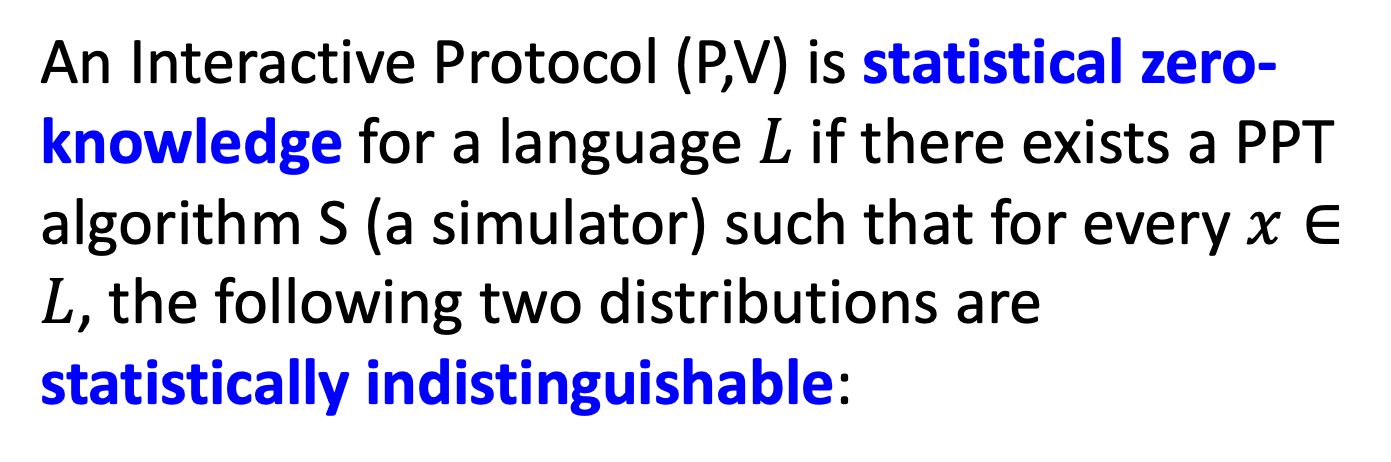 An Interactive Protocol (P,V) is statistical zero-
knowledge for a language L if there exists a PPT
algorithm S (a simulator) such that for every x ∈
L, the following two distributions are
statistically indistinguishable: